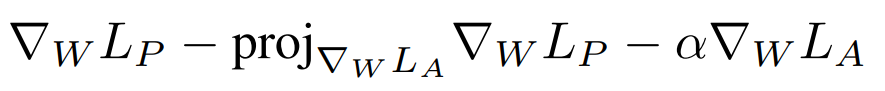 ∇_W L_P − proj_{∇_W L_A} ∇_W L_P − α∇_W L_A